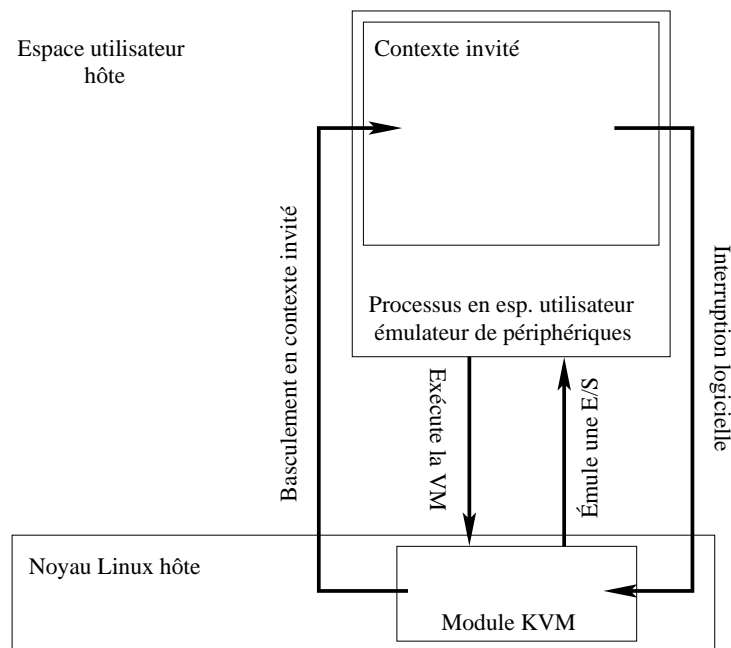 Espace utilisateur
hôte
Contexte invité
Basculement en contexte invité
Interruption logicielle
Processus en esp. utilisateur
émulateur de périphériques
Exécute la VM
Émule une E/S
Noyau Linux hôte
Module KVM